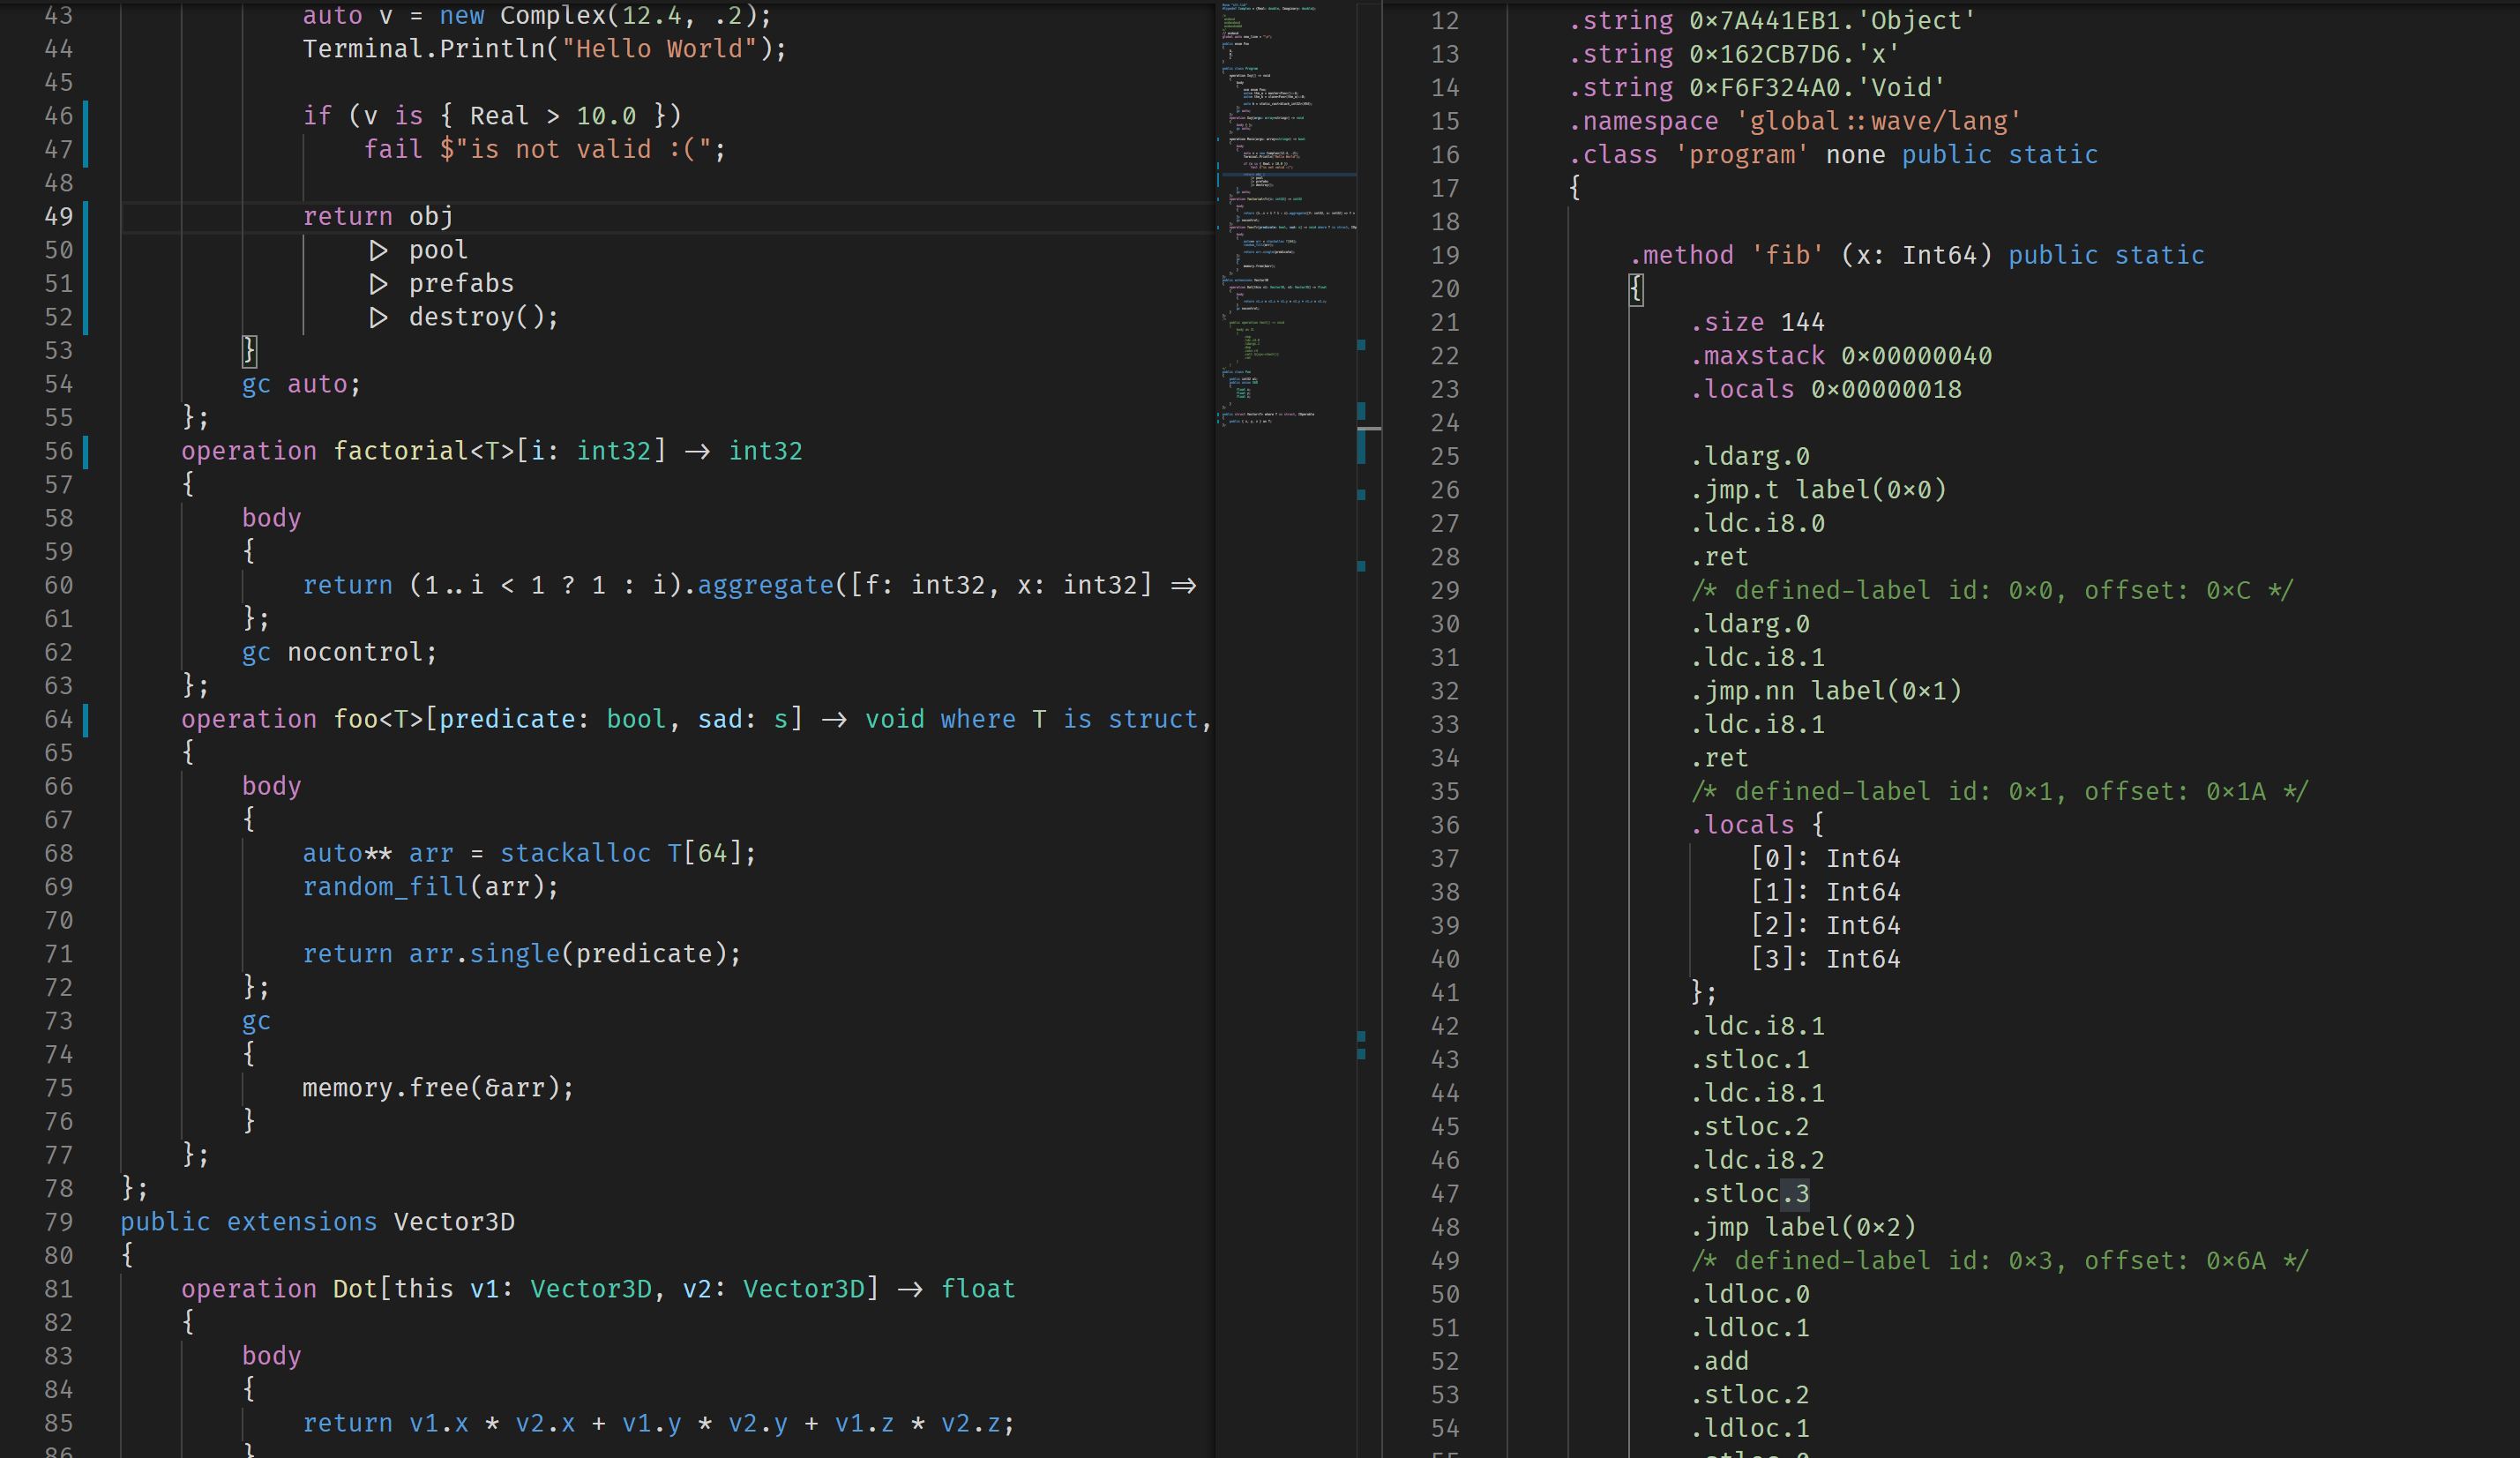 43 auto v = new Complex(12.4, .2);
44 Terminal.Println("Hello World");
45
46 if (v is { Real > 10.0 })
47 fail $"is not valid :(";
48
49 return obj
50 |> pool
51 |> prefabs
52 |> destroy();
53 }
54 gc auto;
55 };
56 operation factorial<T>[i: int32] -> int32
57 {
58 body
59 {
60 return (1..i < 1 ? 1 : i).aggregate([f: int32, x: int32] =>
61 };
62 gc nocontrol;
63 };
64 operation foo<T>[predicate: bool, sad: s] -> void where T is struct,
65 {
66 body
67 {
68 auto** arr = stackalloc T[64];
69 random_fill(arr);
70
71 return arr.single(predicate);
72 };
73 gc
74 {
75 memory.free(&arr);
76 }
77 };
78 };
79 public extensions Vector3D
80 {
81 operation Dot[this v1: Vector3D, v2: Vector3D] -> float
82 {
83 body
84 {
85 return v1.x * v2.x + v1.y * v2.y + v1.z * v2.z;
86 }
12 .string 0×7A441EB1.'Object'
13 .string 0×162CB7D6.'x'
14 .string 0×F6F324A0.'Void'
15 .namespace 'global::wave/lang'
16 .class 'program' none public static
17 {
18
19 .method 'fib' (x: Int64) public static
20 {
21 .size 144
22 .maxstack 0×00000040
23 .locals 0×00000018
24
25 .ldarg.0
26 .jmp.t label(0×0)
27 .ldc.i8.0
28 .ret
29 /* defined-label id: 0×0, offset: 0×C */
30 .ldarg.0
31 .ldc.i8.1
32 .jmp.nn label(0×1)
33 .ldc.i8.1
34 .ret
35 /* defined-label id: 0×1, offset: 0×1A */
36 .locals {
37 [0]: Int64
38 [1]: Int64
39 [2]: Int64
40 [3]: Int64
41 };
42 .ldc.i8.1
43 .stloc.1
44 .ldc.i8.1
45 .stloc.2
46 .ldc.i8.2
47 .stloc.3
48 .jmp label(0×2)
49 /* defined-label id: 0×3, offset: 0×6A */
50 .ldloc.0
51 .ldloc.1
52 .add
53 .stloc.2
54 .ldloc.1